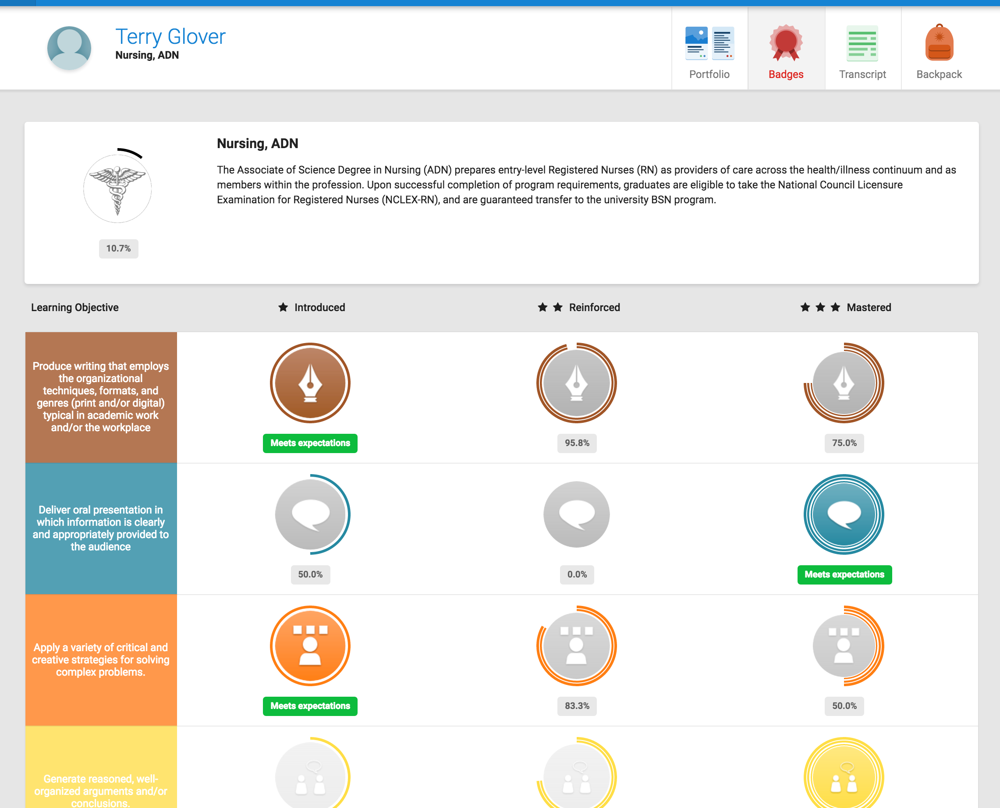 Terry Glover
Nursing, ADN
Portfolio
Badges
Transcript
Backpack
Nursing, ADN
The Associate of Science Degree in Nursing (ADN) prepares entry-level Registered Nurses (RN) as providers of care across the health/illness continuum and as
members within the profession. Upon successful completion of program requirements, graduates are eligible to take the National Council Licensure
Examination for Registered Nurses (NCLEX-RN), and are guaranteed transfer to the university BSN program.
10.7%
Learning Objective
Introduced
Reinforced
Mastered
Produce writing that employs
the organizational
techniques, formats, and
genres (print and/or digital)
typical in academic work
and/or the workplace
Meets expectations
95.8%
75.0%
Deliver oral presentation in
which information is clearly
and appropriately provided to
the audience
50.0%
0.0%
Meets expectations
Apply a variety of critical and
creative strategies for solving
complex problems.
Meets expectations
83.3%
50.0%
Generate reasoned, well-
organized arguments and/or
conclusions.